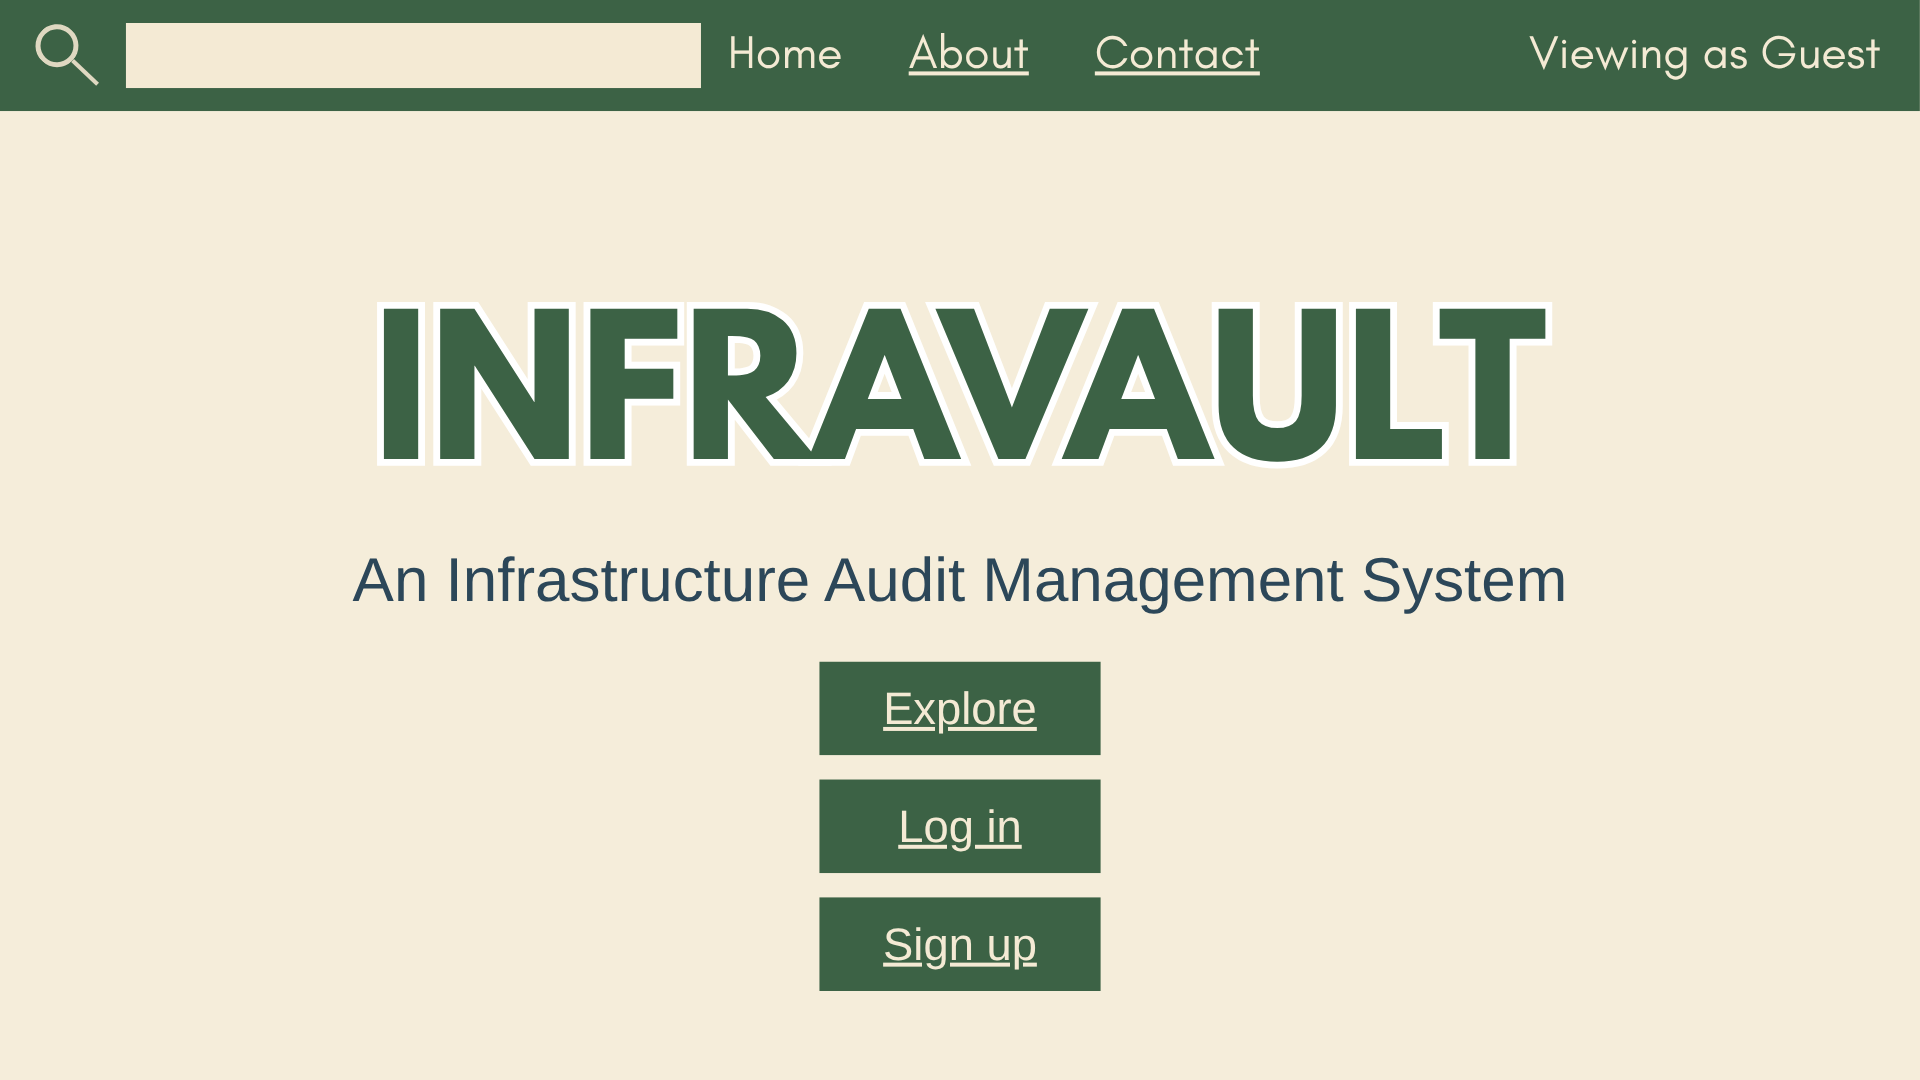 Home About Contact Viewing as Guest
INFRAVAULT
An Infrastructure Audit Management System
Explore
Log in
Sign up